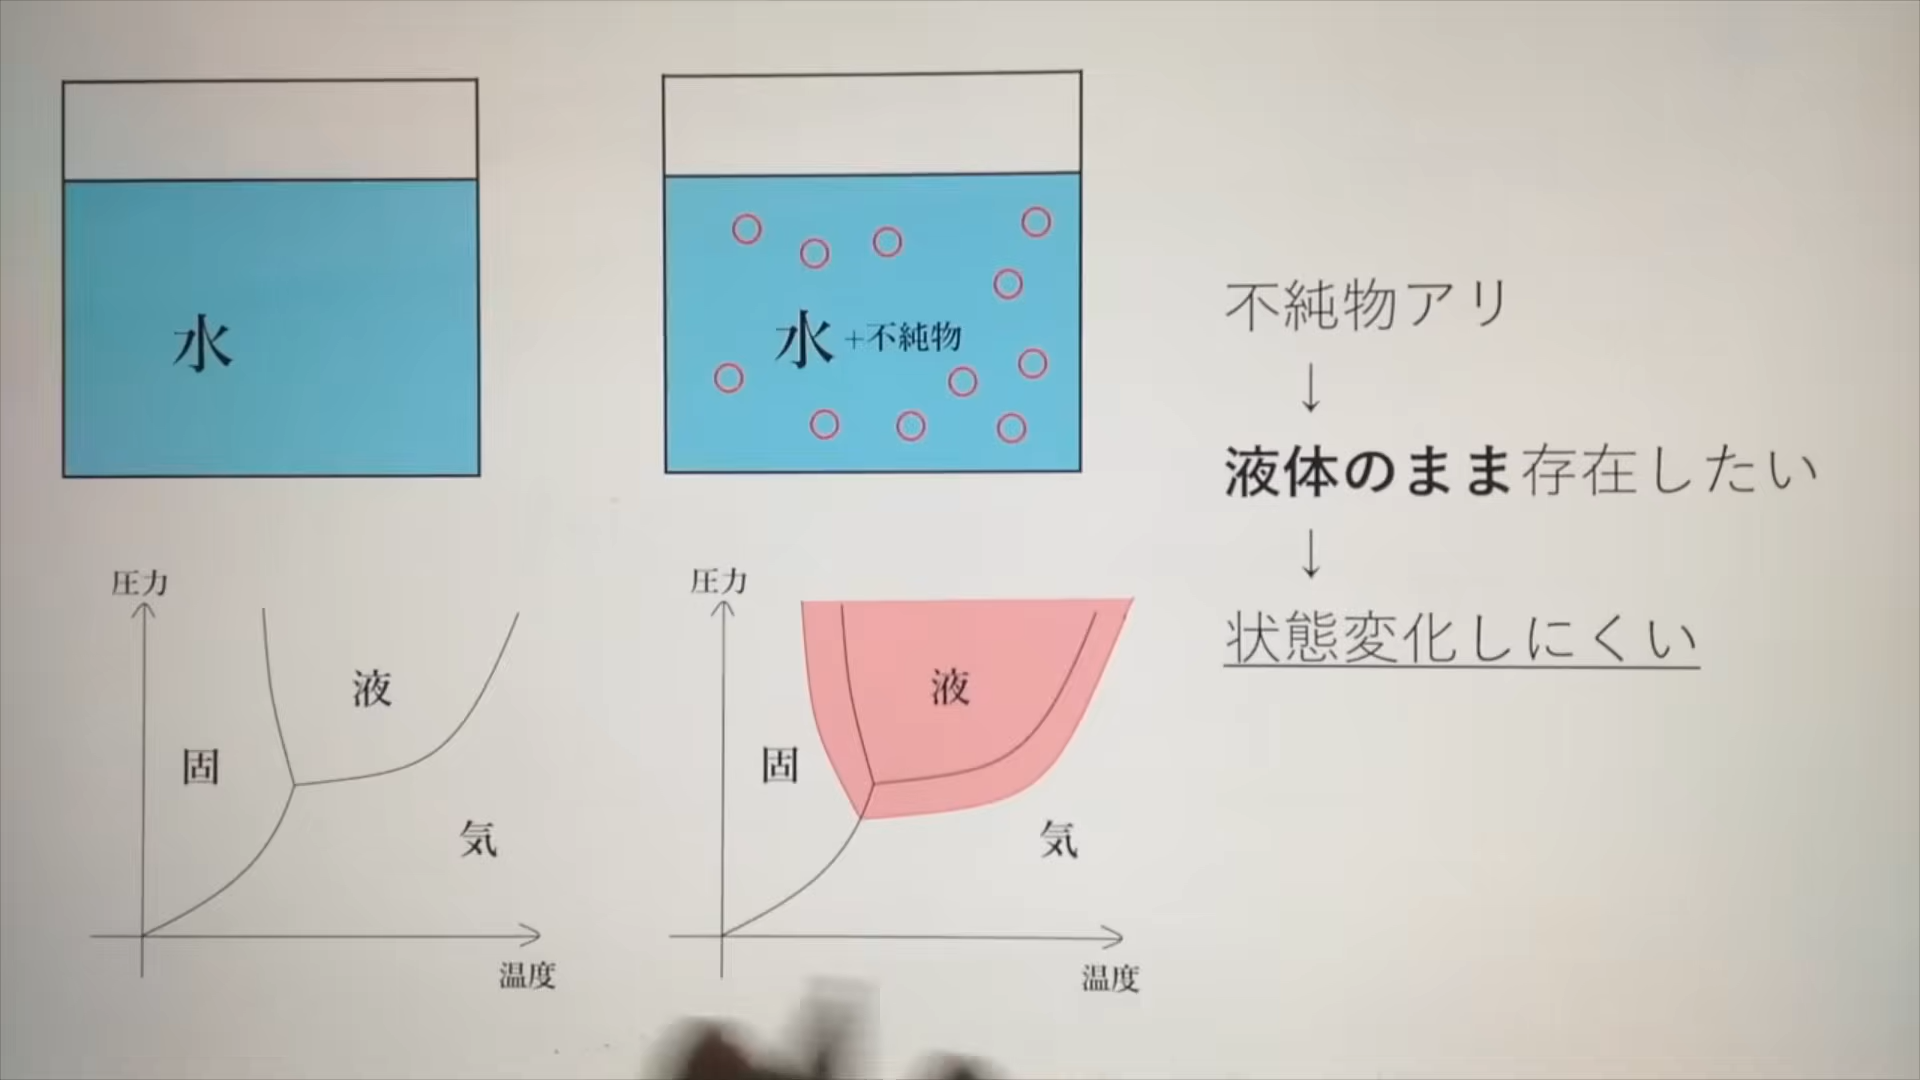 水
水+不純物
不純物アリ
↓
液体のまま存在したい
↓
状態変化しにくい
圧力
液
固
気
温度
圧力
液
固
気
温度